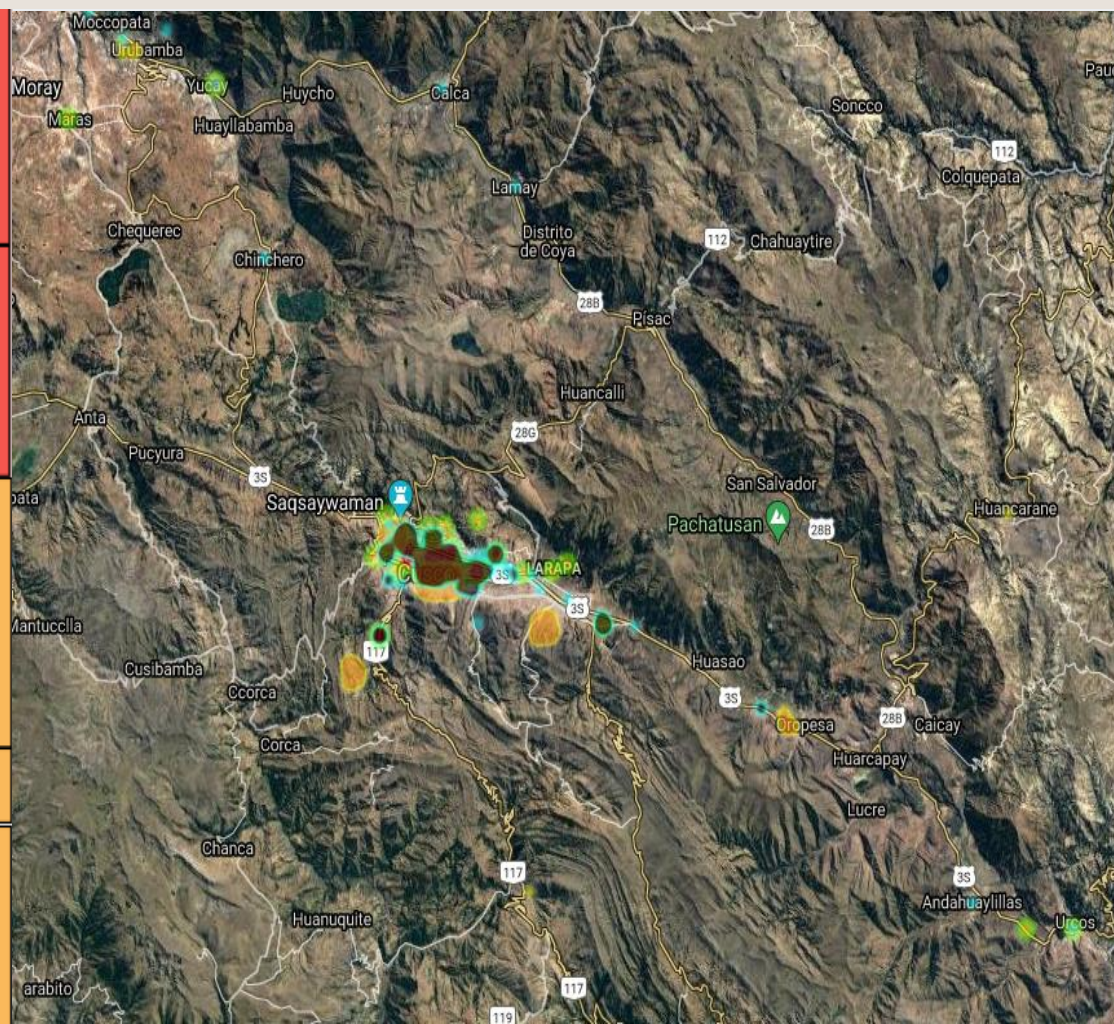 Moccopata
Urubamba
Moray
Yucay
Huycho
Calca
Maras
Huayllabamba
Soncco
112
Colquepata
Lamay
Chequerec
Distrito
de Coya
112
Chahuaytire
Chinchero
28B
Písac
Huancalli
Anta
28G
Pucyura
3S
San Salvador
Saqsaywaman
Pachatusan
28B
Huancarane
3S
LARAPA
3S
Mantucclla
117
Cusibamba
Huasao
Ccorca
3S
Oropesa
28B
Caicay
Corca
Huarcapay
Lucre
Chanca
117
3S
Andahuaylillas
Huanuquite
Urcos
arabito
117
119